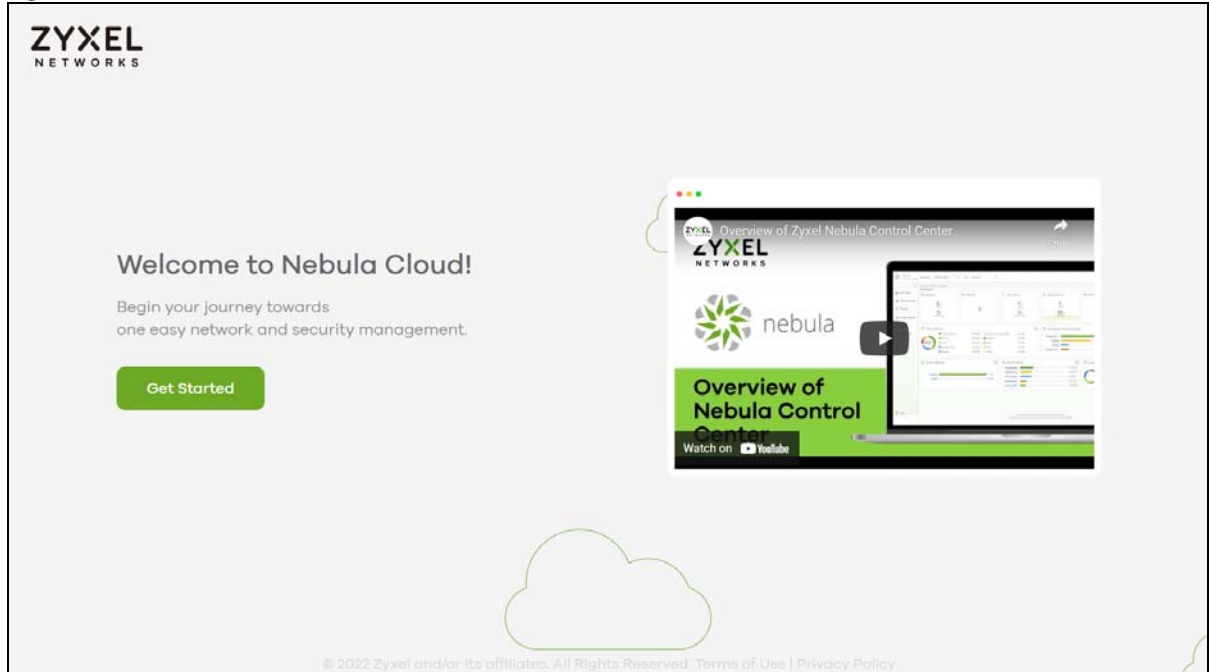 ZYXEL
NETWORKS
Welcome to Nebula Cloud!
Begin your journey towards
one easy network and security management.
Get Started
ZYXEL
Overview of Zyxel Nebula Control Center
ZYXEL
NETWORKS
nebula
Overview of
Nebula Control
Center
Watch on YouTube
© 2022 Zyxel and/or its affiliates. All Rights Reserved. Terms of Use | Privacy Policy